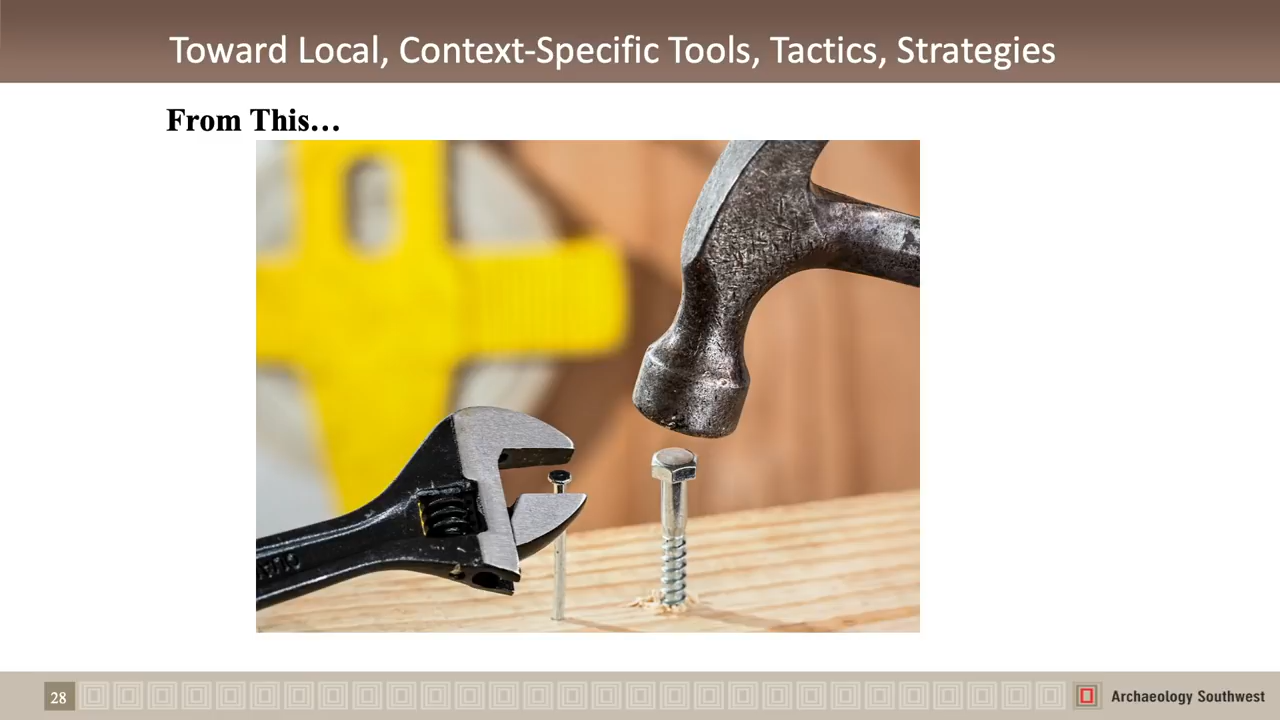 Toward Local, Context-Specific Tools, Tactics, Strategies
From This...
28
Archaeology Southwest